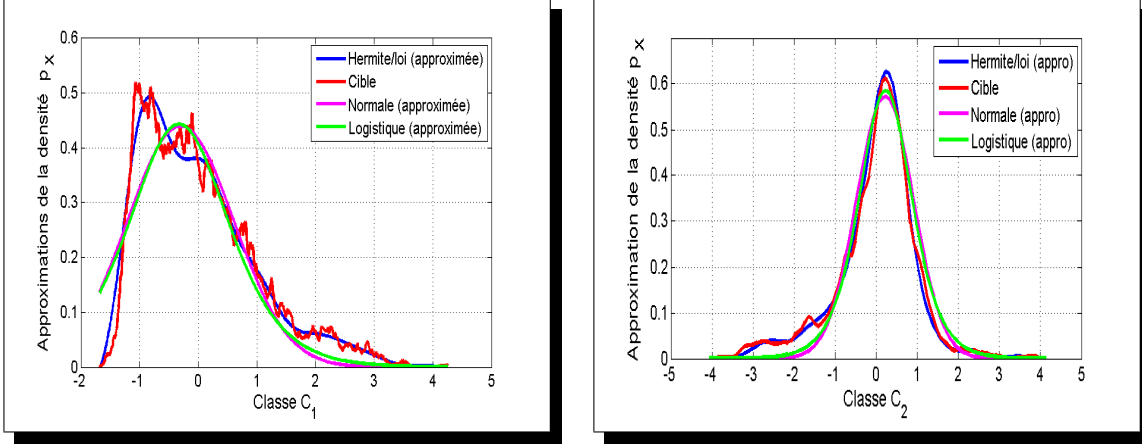 Approximations de la densité p x
0.6
0.5
0.4
0.3
0.2
0.1
0
-2
-1
0
1
2
3
4
5
Hermite/loi (approximée)
Cible
Normale (approximée)
Logistique (approximée)
Classe C1
Approximation de la densité p x
0.6
0.5
0.4
0.3
0.2
0.1
0
-5
-4
-3
-2
-1
0
1
2
3
4
5
Hermite/loi (appro)
Cible
Normale (appro)
Logistique (appro)
Classe C2